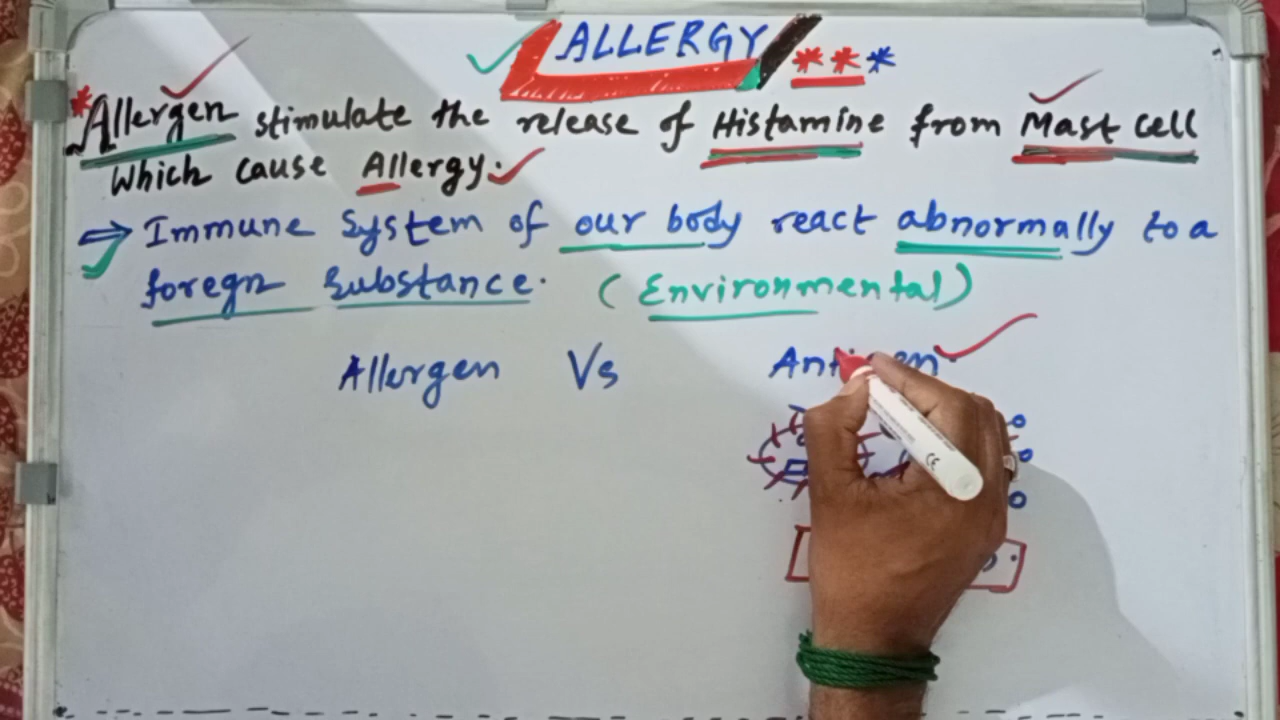 ALLERGY ***
*Allergen stimulate the release of Histamine from Mast cell
which cause Allergy.
⇒ Immune System of our body react abnormally to a
foregn substance. (Environmental)
Allergen Vs